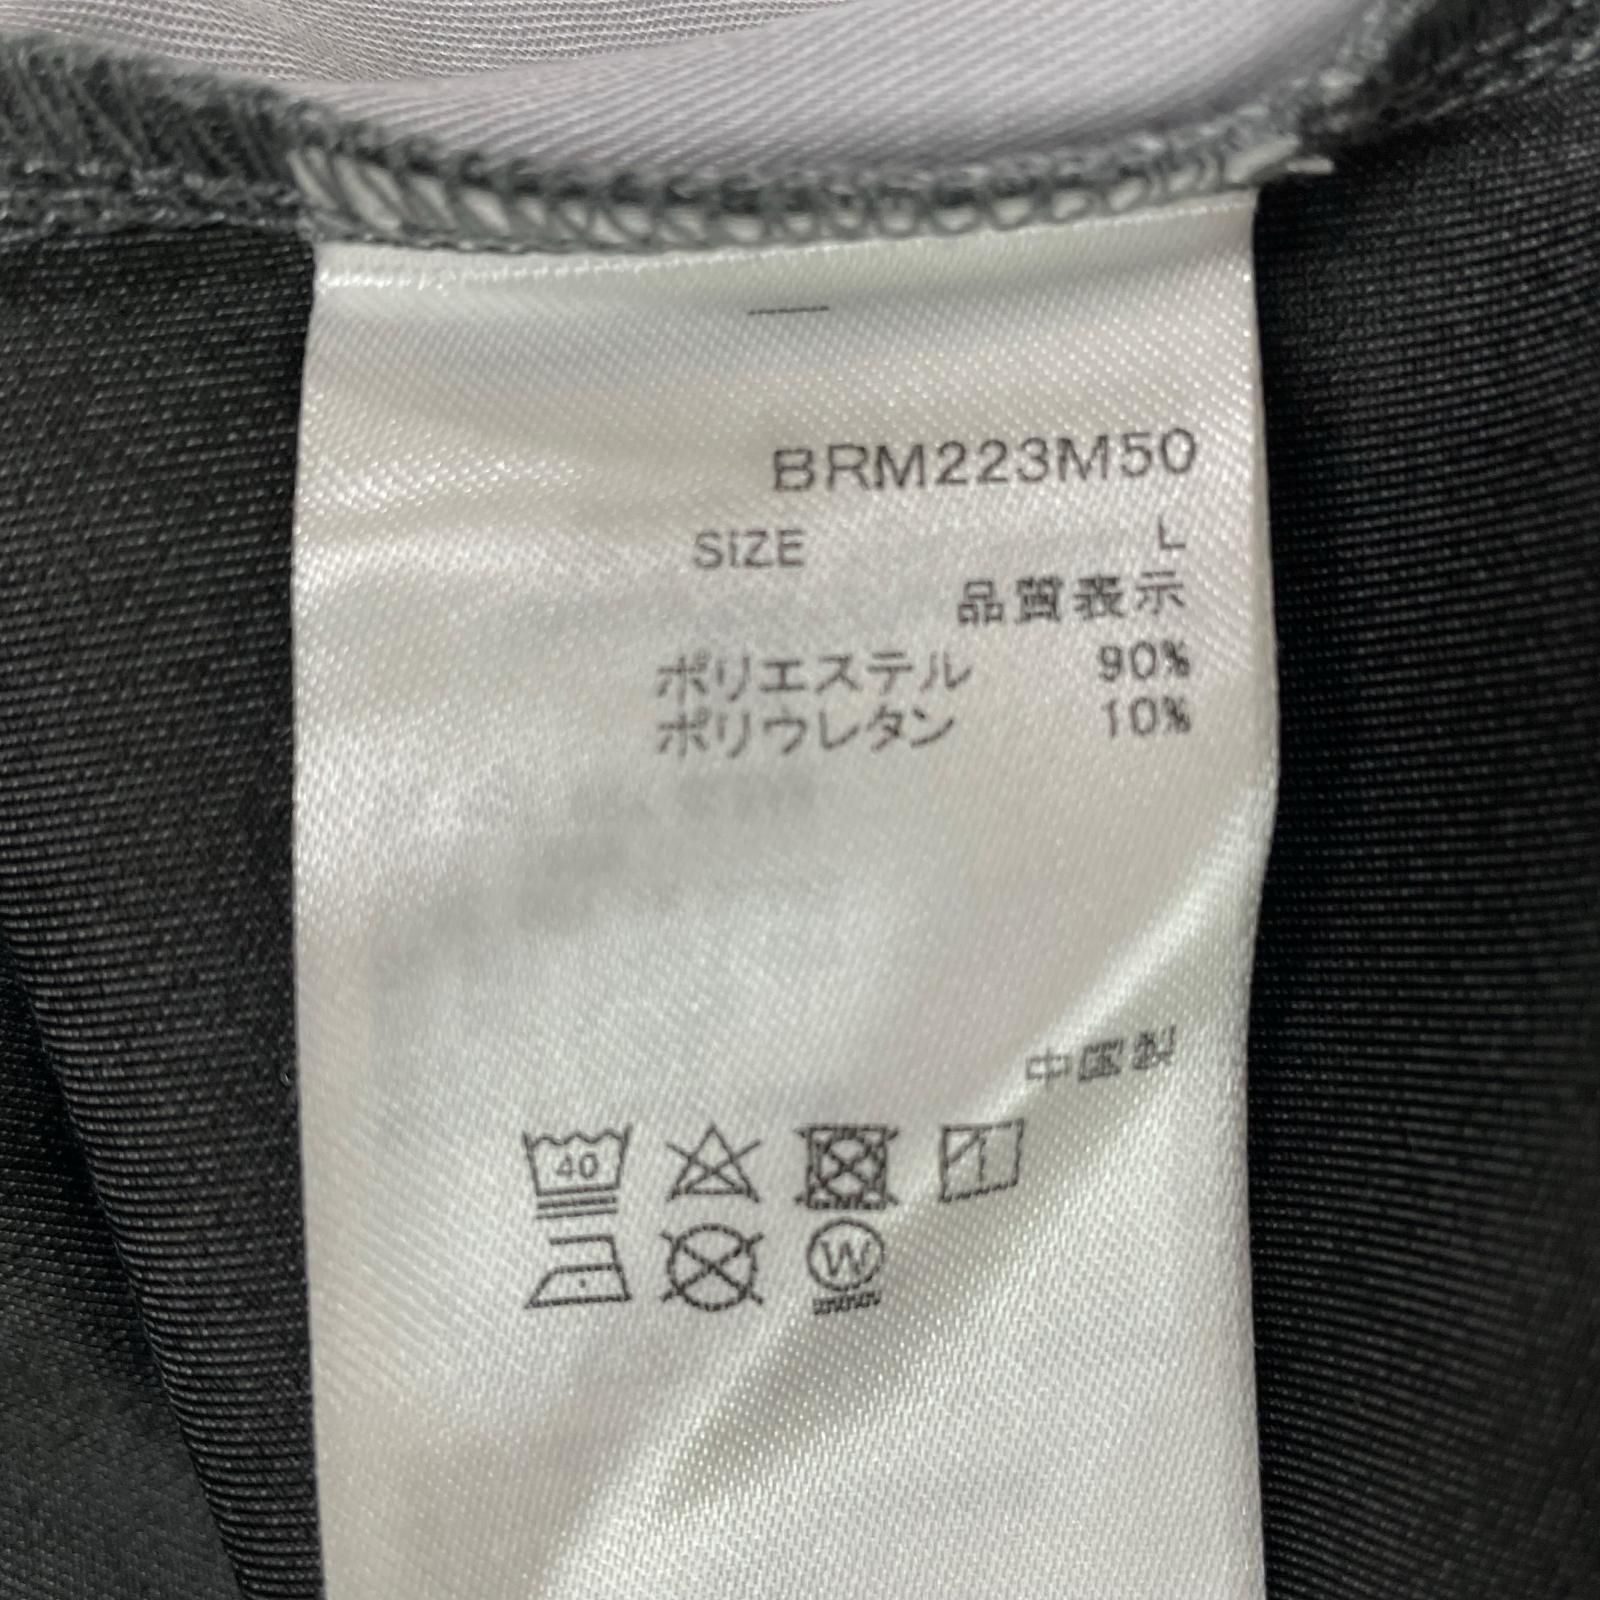 BRM223M50
SIZE L
品質表示
ポリエステル 90%
ポリウレタン 10%
中国製
40
W